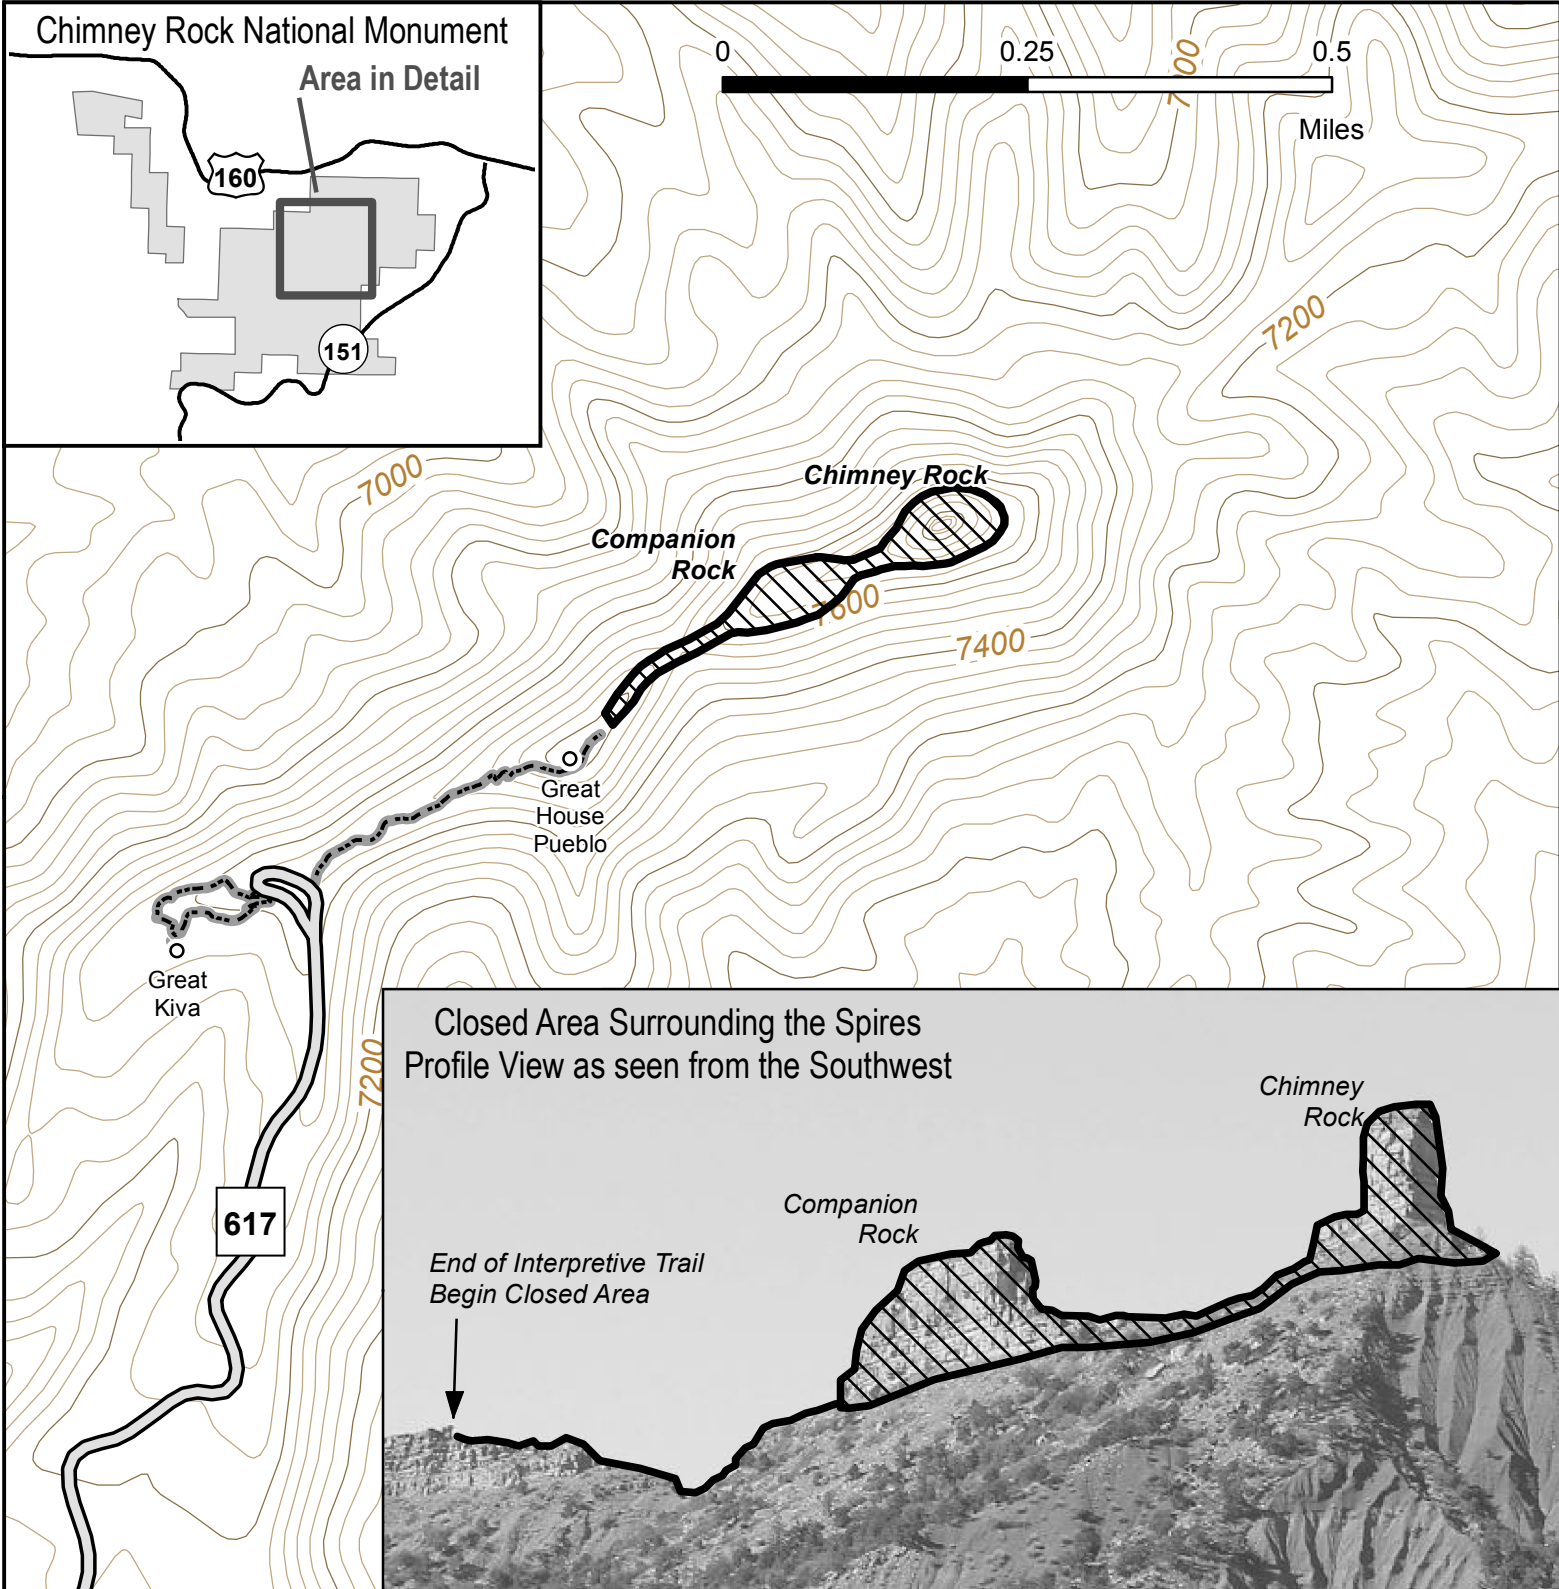 Chimney Rock National Monument
Area in Detail
160
151
0 0.25 0.5
Miles
7000
7200
7000
Chimney Rock
Companion
Rock
7600
7400
Great
House
Pueblo
Great
Kiva
7200
617
Closed Area Surrounding the Spires
Profile View as seen from the Southwest
Chimney
Rock
Companion
Rock
End of Interpretive Trail
Begin Closed Area